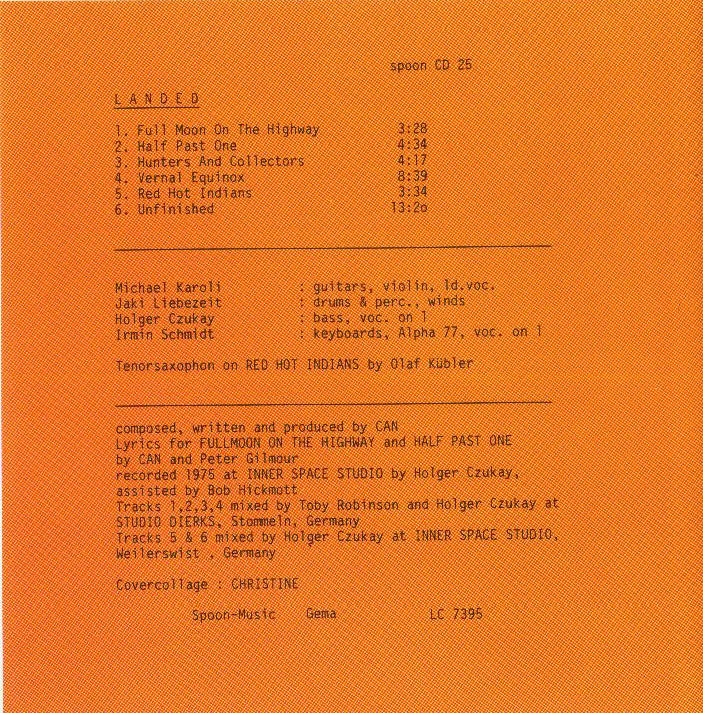 spoon CD 25
L A N D E D
1. Full Moon On The Highway 3:28
2. Half Past One 4:34
3. Hunters And Collectors 4:17
4. Vernal Equinox 8:39
5. Red Hot Indians 3:34
6. Unfinished 13:2o
Michael Karoli : guitars, violin, ld.voc.
Jaki Liebezeit : drums & perc., winds
Holger Czukay : bass, voc. on 1
Irmin Schmidt : keyboards, Alpha 77, voc. on 1
Tenorsaxophon on RED HOT INDIANS by Olaf Kübler
composed, written and produced by CAN
Lyrics for FULLMOON ON THE HIGHWAY and HALF PAST ONE
by CAN and Peter Gilmour
recorded 1975 at INNER SPACE STUDIO by Holger Czukay,
assisted by Bob Hickmott
Tracks 1,2,3,4 mixed by Toby Robinson and Holger Czukay at
STUDIO DIERKS, Stommeln, Germany
Tracks 5 & 6 mixed by Holger Czukay at INNER SPACE STUDIO,
Weilerswist , Germany
Covercollage : CHRISTINE
Spoon-Music Gema LC 7395